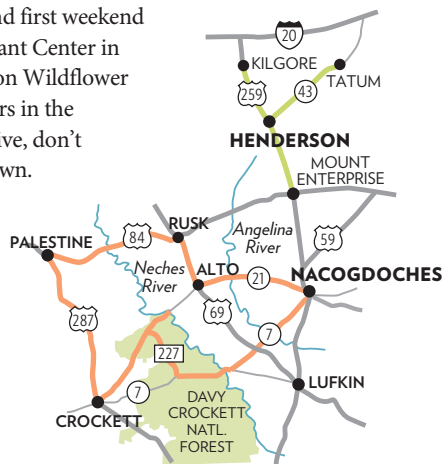 nd first weekend
ant Center in
on Wildflower
rs in the
ive, don't
wn.
20
KILGORE
TATUM
259
43
HENDERSON
MOUNT
ENTERPRISE
RUSK
84
Angelina
River
59
PALESTINE
Neches
River
ALTO
21
NACOGDOCHES
287
69
7
227
7
LUFKIN
CROCKETT
DAVY
CROCKETT
NATL.
FOREST